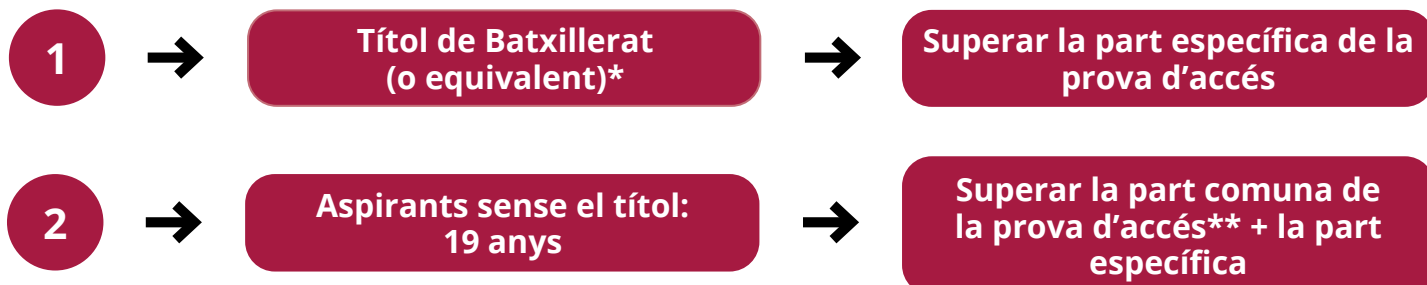 1
Títol de Batxillerat
(o equivalent)*
Superar la part específica de la
prova d’accés
2
Aspirants sense el títol:
19 anys
Superar la part comuna de
la prova d’accés** + la part
específica